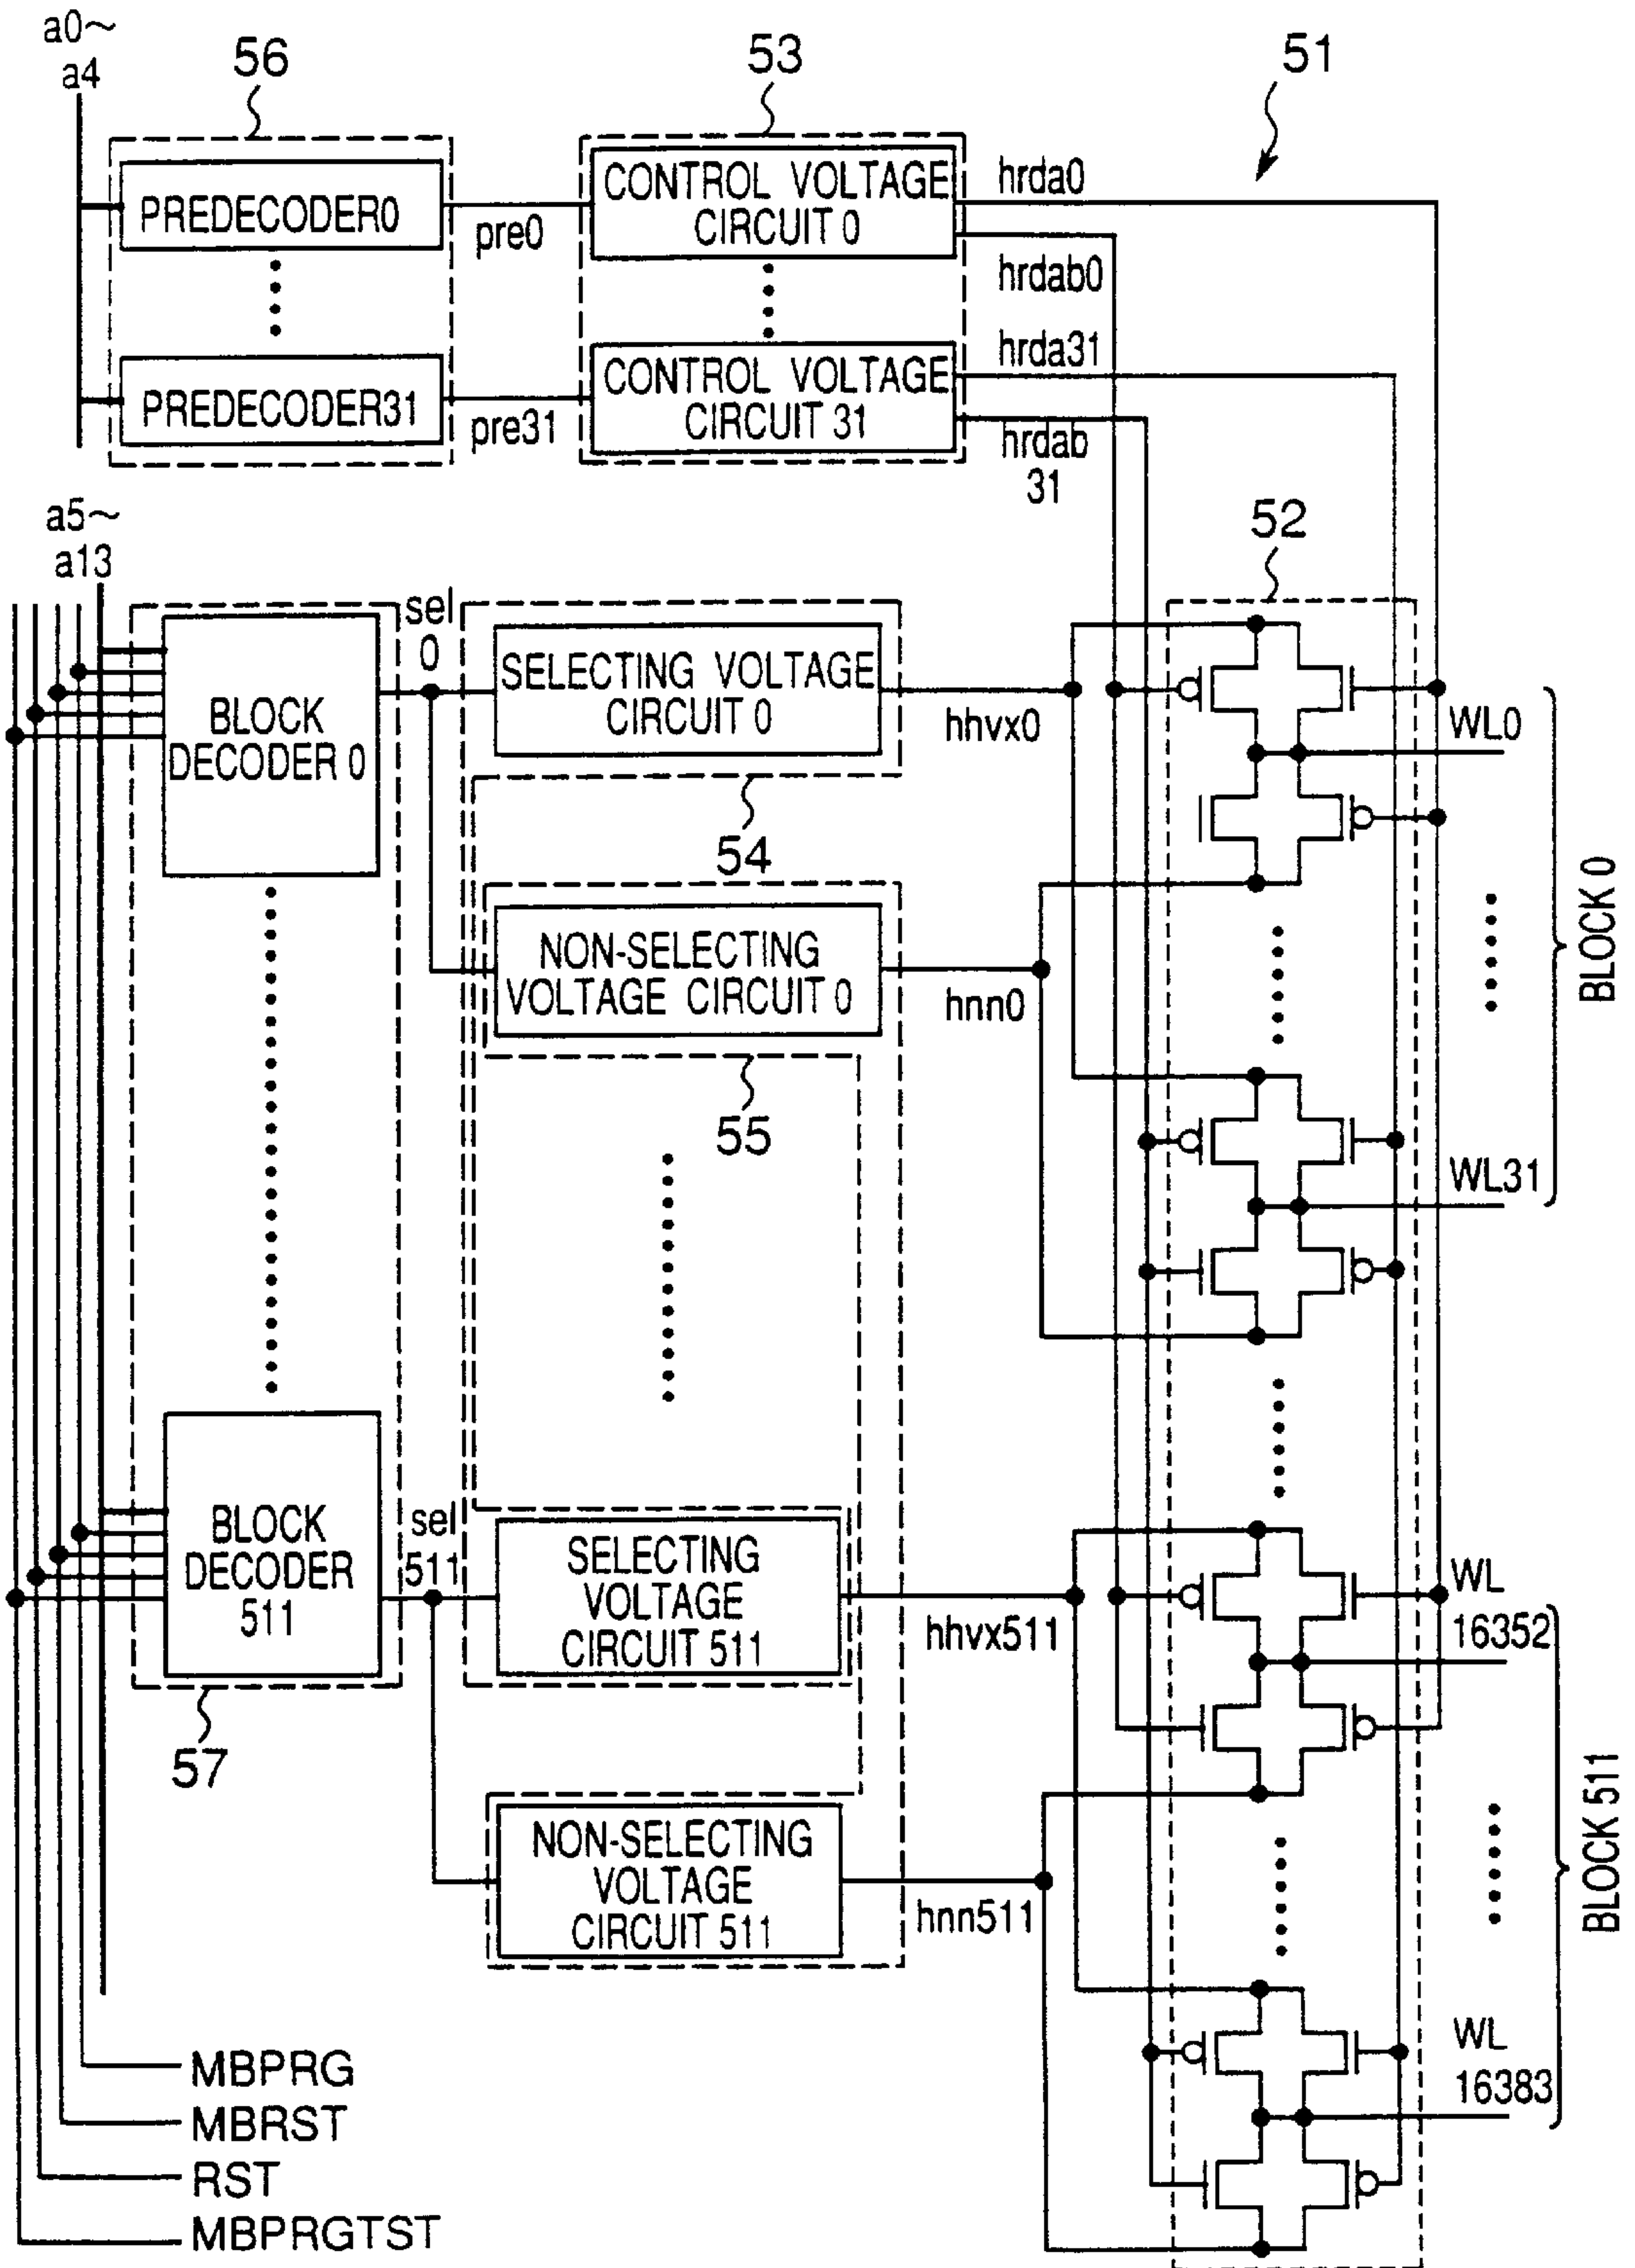 a0~
a4
56
53
51
PREDECODER0
pre0
CONTROL VOLTAGE
CIRCUIT 0
hrda0
hrdab0
PREDECODER31
pre31
CONTROL VOLTAGE
CIRCUIT 31
hrda31
hrdab
31
a5~
a13
52
BLOCK
DECODER 0
sel
0
SELECTING VOLTAGE
CIRCUIT 0
hhvx0
WL0
54
NON-SELECTING
VOLTAGE CIRCUIT 0
hnn0
55
WL31
BLOCK 0
BLOCK
DECODER
511
sel
511
SELECTING
VOLTAGE
CIRCUIT 511
hhvx511
WL
16352
57
NON-SELECTING
VOLTAGE
CIRCUIT 511
hnn511
BLOCK 511
WL
16383
MBPRG
MBRST
RST
MBPRGTST